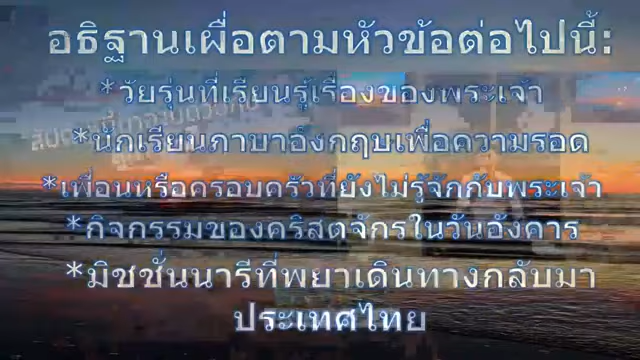 อธิฐานเผื่อตามหัวข้อต่อไปนี้:
*วัยรุ่นที่เรียนรู้เรื่องของพระเจ้า
*นักเรียนภาษาอังกฤษเพื่อความรอด
*เพื่อนหรือครอบครัวที่ยังไม่รู้จักกับพระเจ้า
*กิจกรรมของคริสตจักรในวันอังคาร
*มิชชั่นนารีที่พยาเดินทางกลับมา
ประเทศไทย